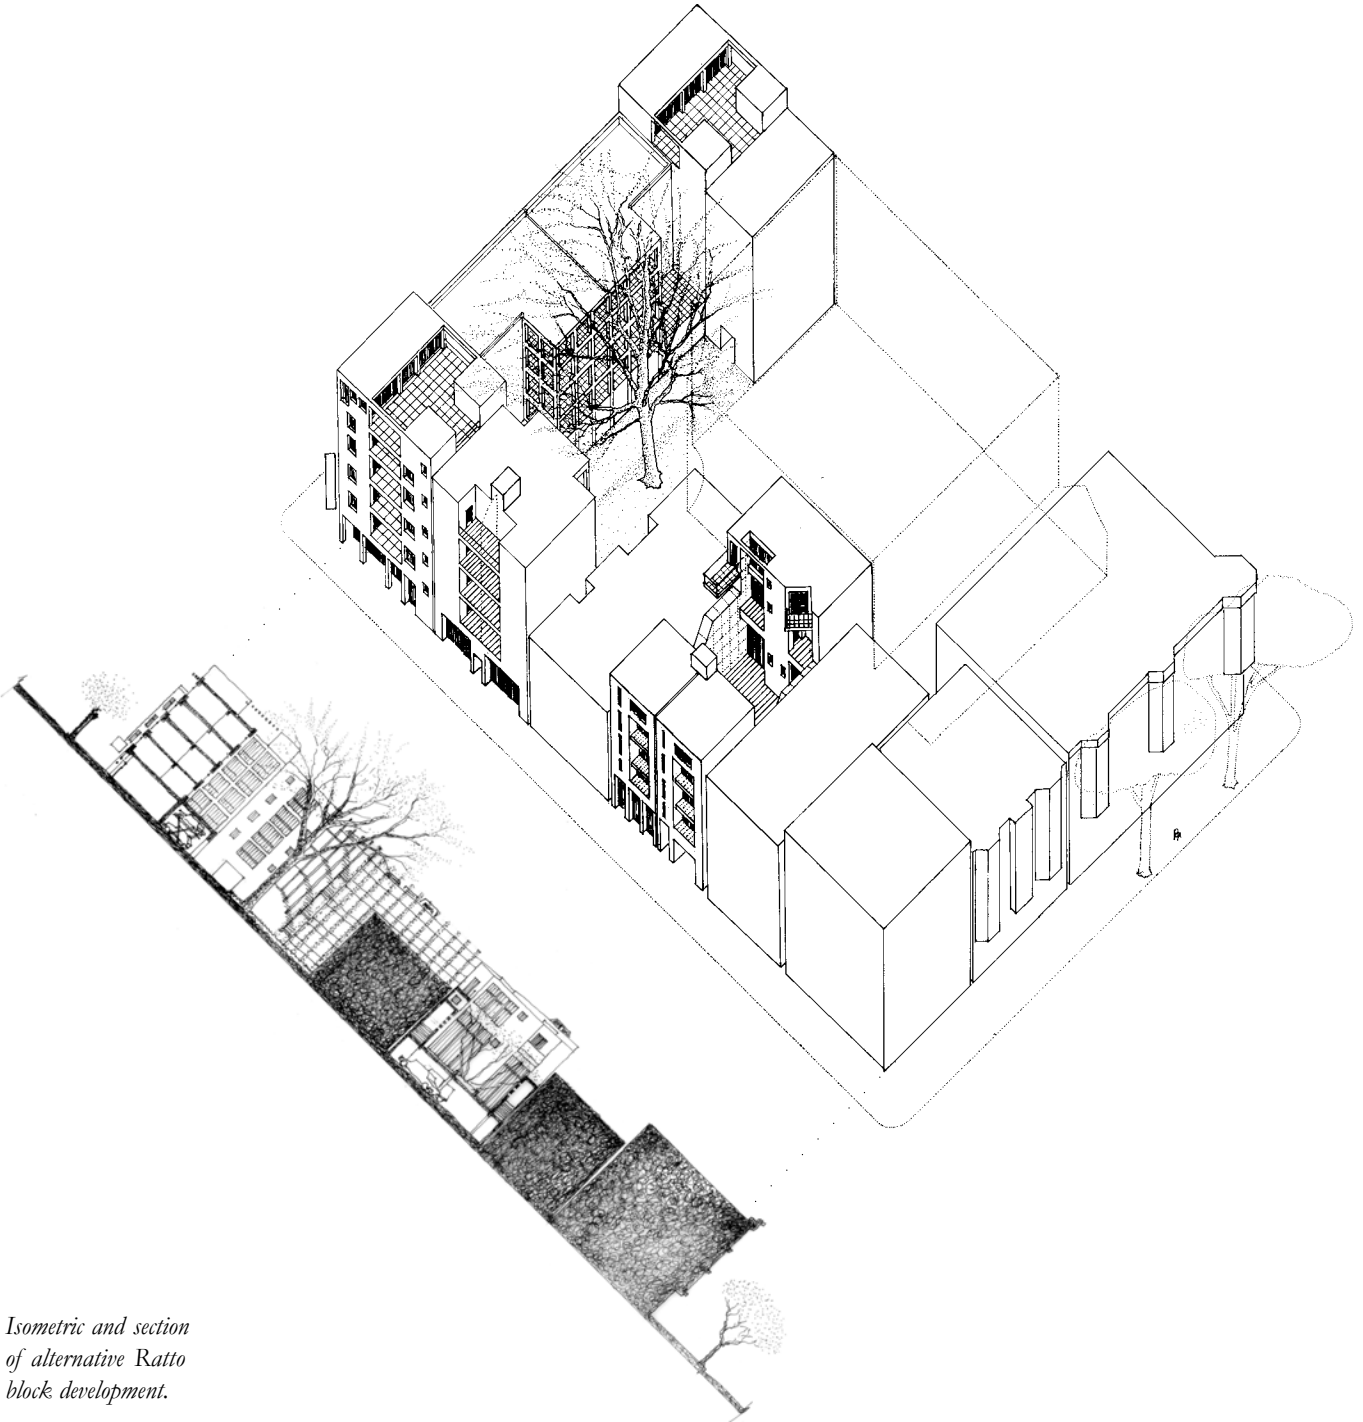 Isometric and section
of alternative Ratto
block development.